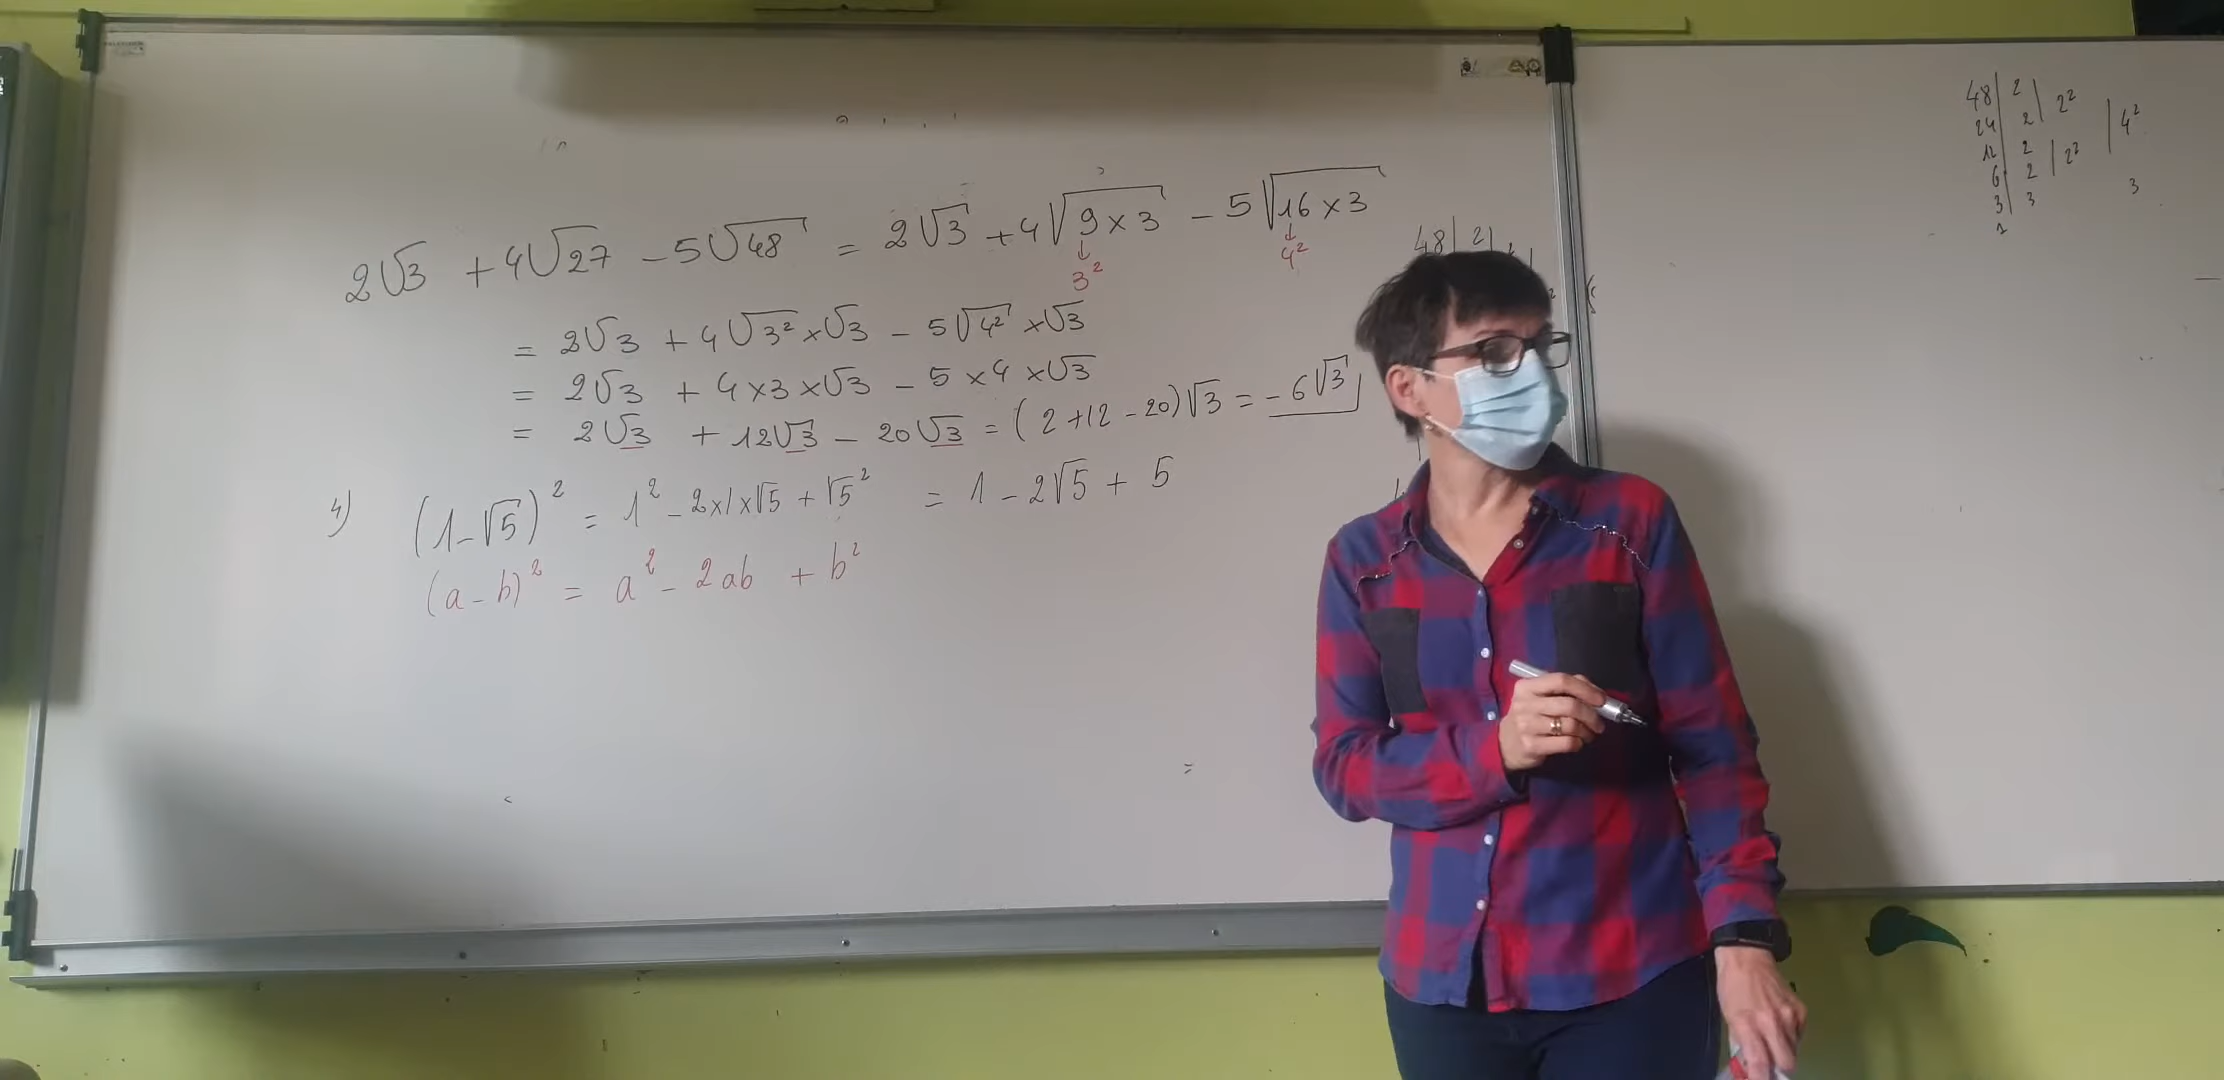 2√3 + 4√27 - 5√48 = 2√3 + 4√9×3 - 5√16×3
↓ ↓
3² 4²
= 2√3 + 4√3² ×√3 - 5√4² ×√3
= 2√3 + 4×3×√3 - 5×4×√3
= 2√3 + 12√3 - 20√3 = (2+12-20)√3 = -6√3
4) (1-√5)² = 1² - 2×1×√5 + √5² = 1 - 2√5 + 5
(a-b)² = a² - 2ab + b²
48 2
48 | 2 | 2²
24 | 2 | 4²
12 | 2 | 2²
6 | 2
3 | 3 3
1